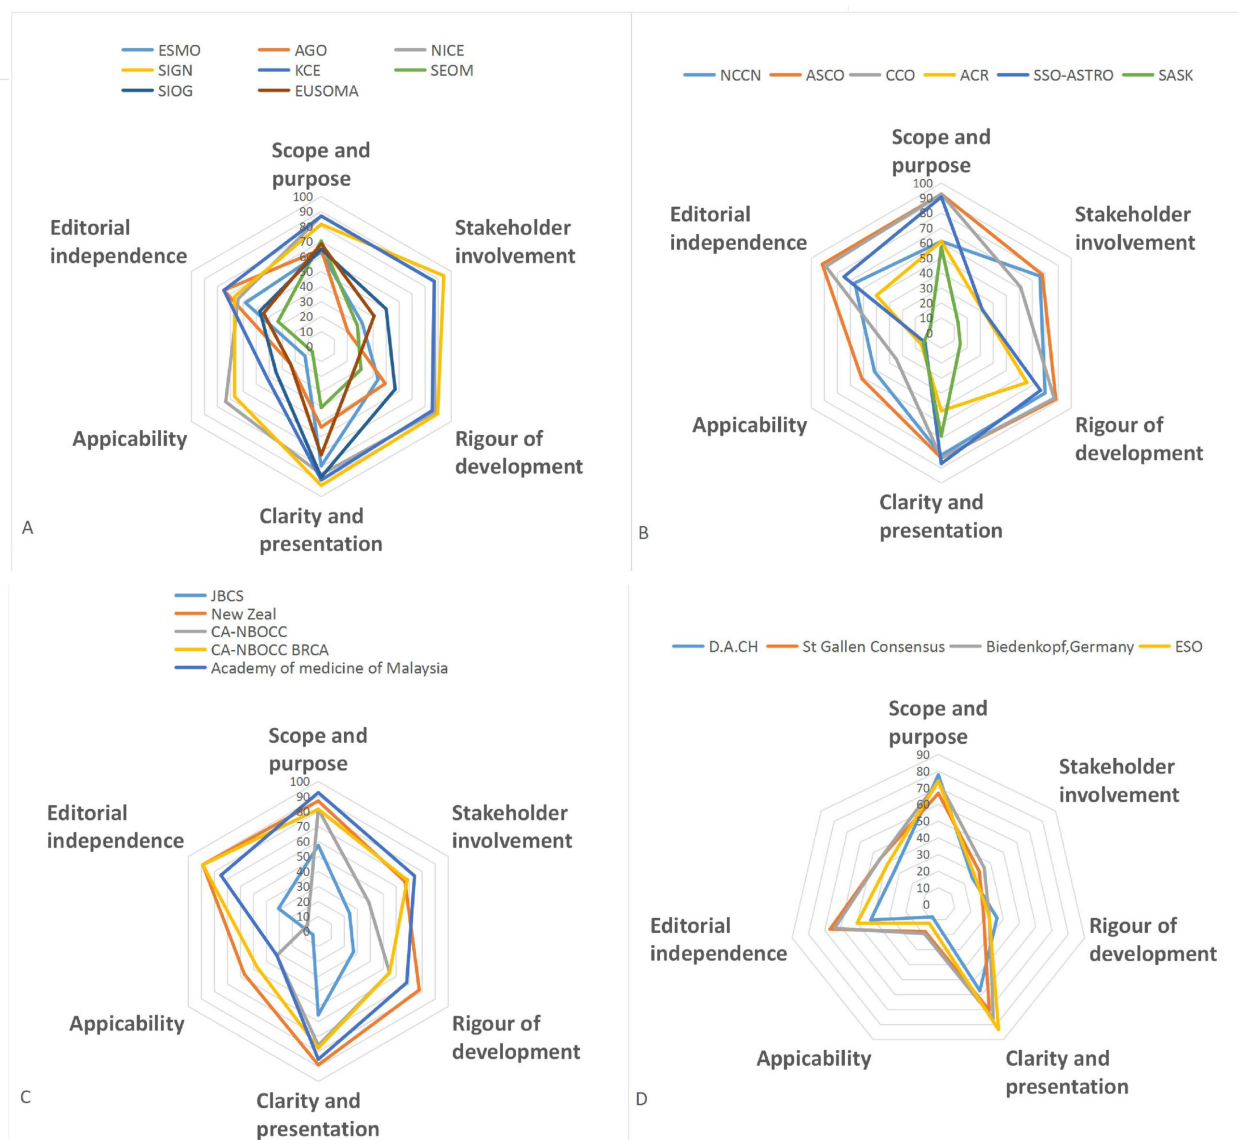 ESMO AGO NICE
SIGN KCE SEOM
SIOG EUSOMA
Scope and
purpose
100
90
80
70
60
50
40
30
20
10
0
Stakeholder
involvement
Rigour of
development
Clarity and
presentation
Appicability
Editorial
independence
A
NCCN ASCO CCO ACR SSO-ASTRO SASK
Scope and
purpose
100
90
80
70
60
50
40
30
20
10
0
Stakeholder
involvement
Rigour of
development
Clarity and
presentation
Appicability
Editorial
independence
B
JBCS
New Zeal
CA-NBOCC
CA-NBOCC BRCA
Academy of medicine of Malaysia
Scope and
purpose
100
90
80
70
60
50
40
30
20
10
0
Stakeholder
involvement
Rigour of
development
Clarity and
presentation
Appicability
Editorial
independence
C
D.A.CH St Gallen Consensus Biedenkopf,Germany ESO
Scope and
purpose
90
80
70
60
50
40
30
20
10
0
Stakeholder
involvement
Rigour of
development
Clarity and
presentation
Appicability
Editorial
independence
D